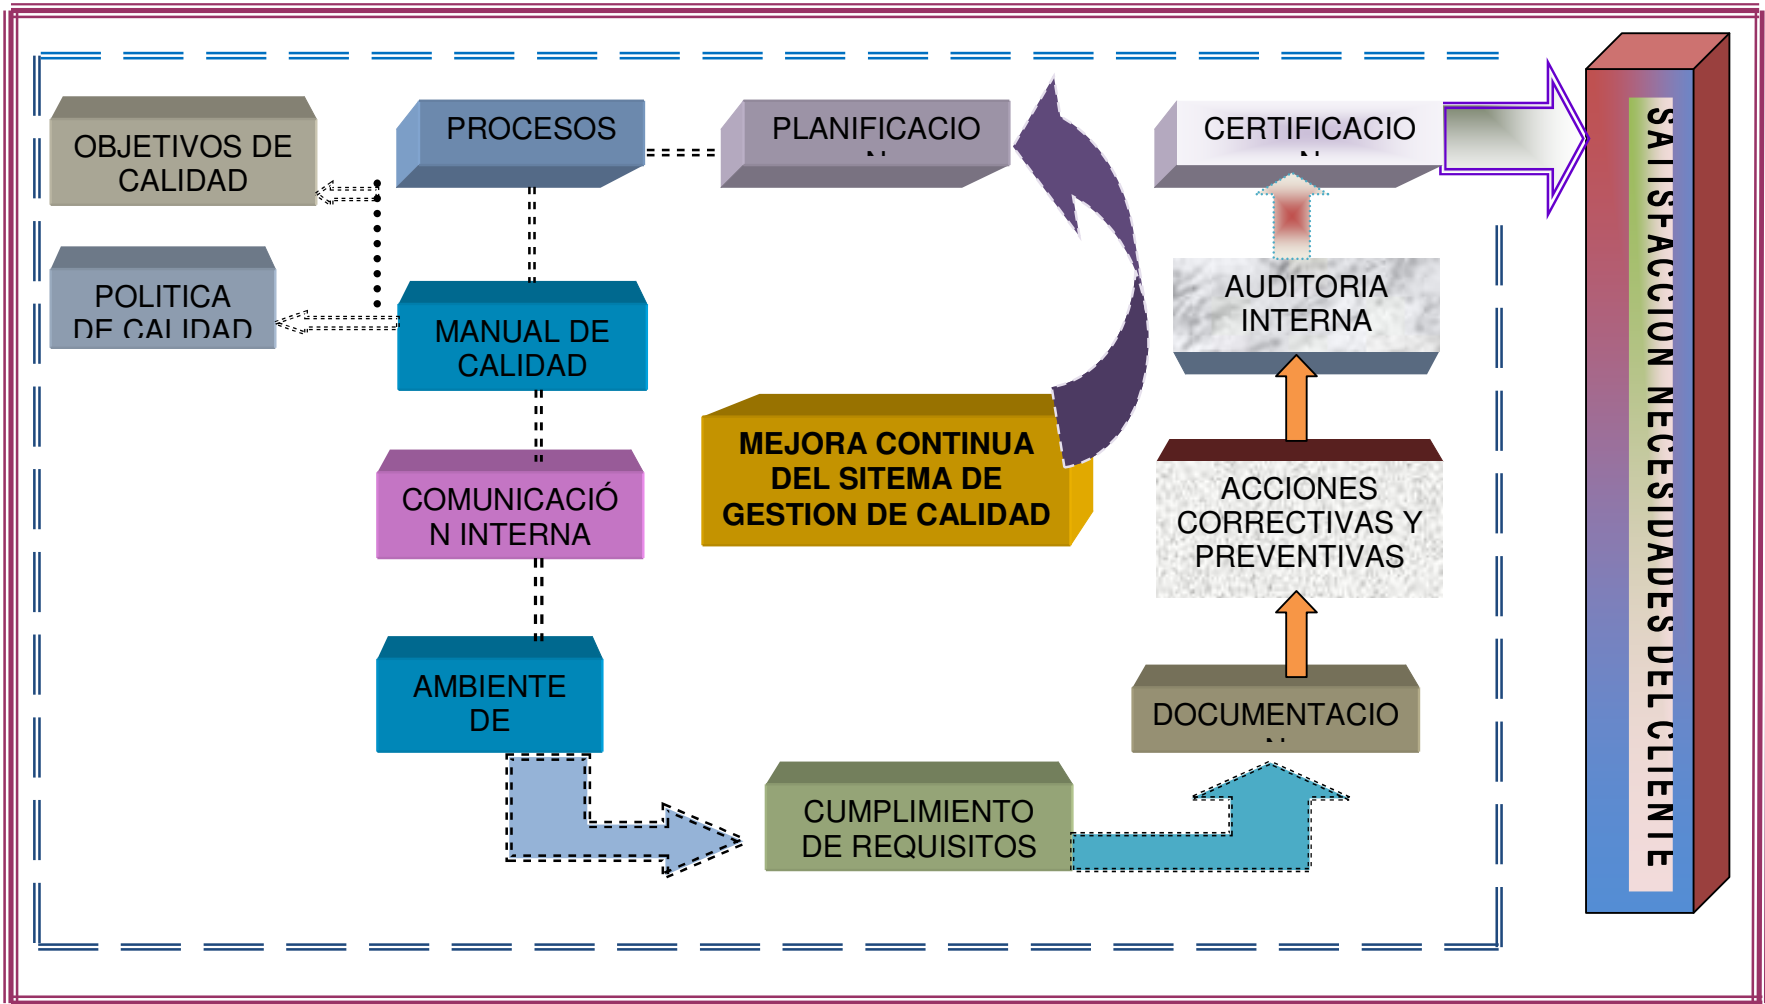 OBJETIVOS DE
CALIDAD
PROCESOS
PLANIFICACIO
N
CERTIFICACIO
N
POLITICA
DE CALIDAD
MANUAL DE
CALIDAD
AUDITORIA
INTERNA
MEJORA CONTINUA
DEL SITEMA DE
GESTION DE CALIDAD
COMUNICACIÓ
N INTERNA
ACCIONES
CORRECTIVAS Y
PREVENTIVAS
AMBIENTE
DE
DOCUMENTACIO
N
CUMPLIMIENTO
DE REQUISITOS
SATISFACCION NECESIDADES DEL CLIENTE